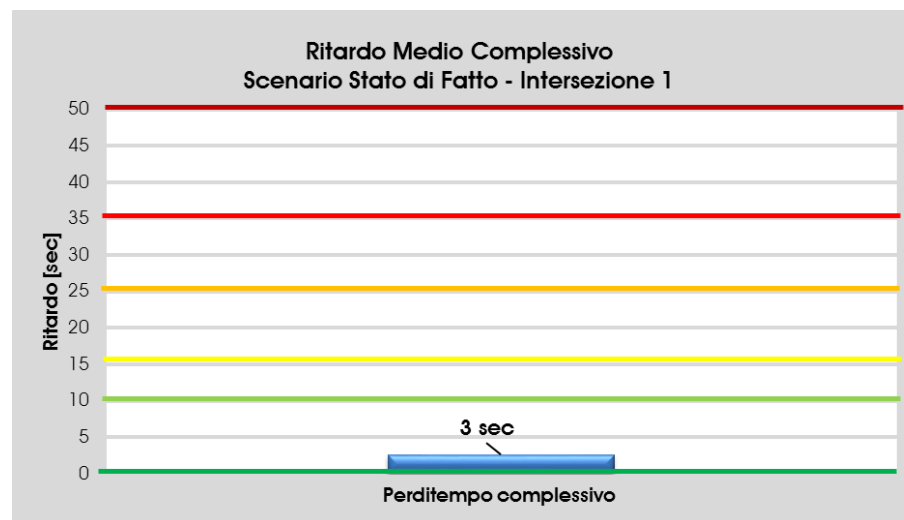 Ritardo Medio Complessivo
Scenario Stato di Fatto - Intersezione 1
50
45
40
35
30
25
20
15
10
5
0
Ritardo [sec]
3 sec
Perditempo complessivo